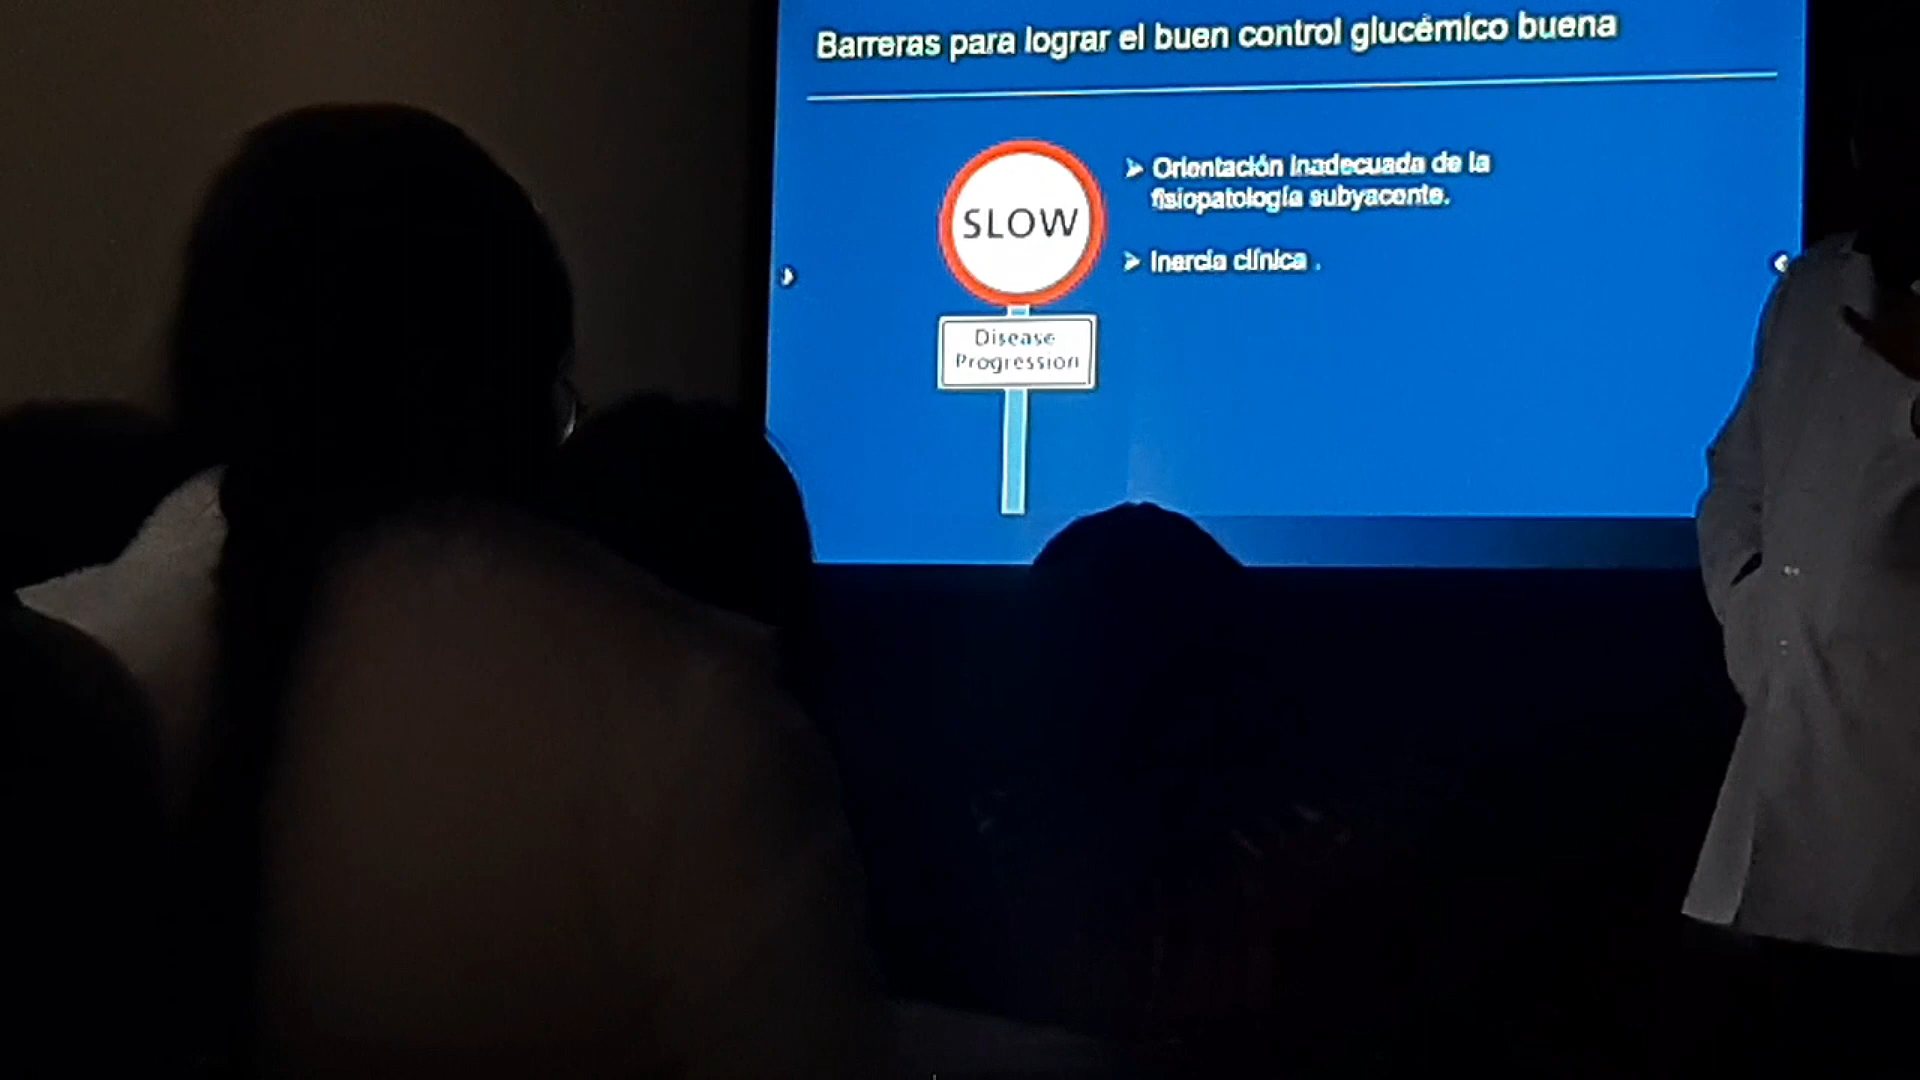 Barreras para lograr el buen control glucémico buena
SLOW
Disease
Progression
➤ Orientación inadecuada de la
fisiopatología subyacente.
➤ Inercia clínica .